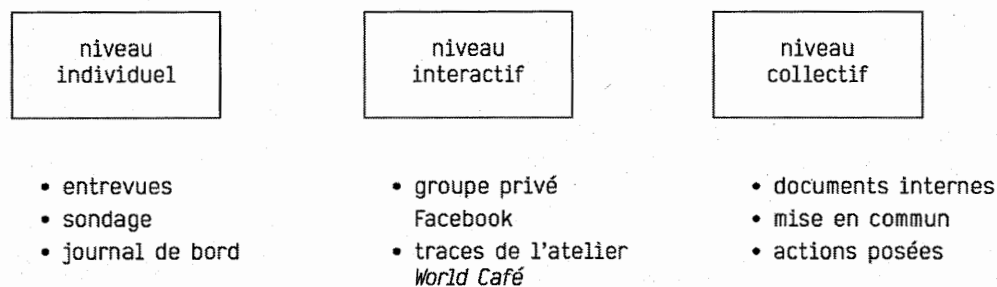 niveau
individuel
niveau
interactif
niveau
collectif
• entrevues
• sondage
• journal de bord
• groupe privé
Facebook
• traces de l'atelier
World Café
• documents internes
• mise en commun
• actions posées